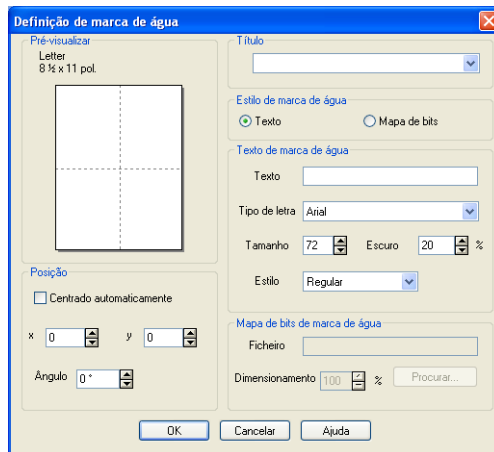 Definição de marca de água
Pré-visualizar
Letter
8 ½ x 11 pol.
Título
Estilo de marca de água
Texto
Mapa de bits
Texto de marca de água
Texto
Tipo de letra Arial
Tamanho 72 Escuro 20 %
Estilo Regular
Posição
Centrado automaticamente
x 0 y 0
Ângulo 0 °
Mapa de bits de marca de água
Ficheiro
Dimensionamento 100 % Procurar...
OK Cancelar Ajuda